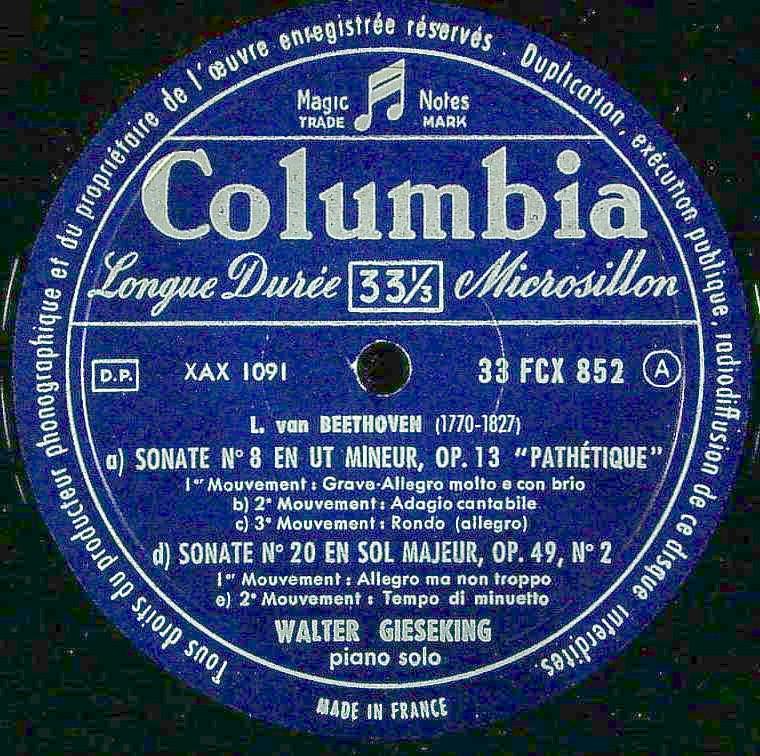 Tous droits du producteur phonographique et du propriétaire de l'œuvre enregistrée réservés . Duplication, exécution publique, radiodiffusion de ce disque interdites.
Magic Notes
TRADE MARK
Columbia
Longue Durée 33⅓ Microsillon
D.P. XAX 1091 33 FCX 852 A
L. van BEETHOVEN (1770-1827)
a) SONATE N° 8 EN UT MINEUR, OP. 13 "PATHÉTIQUE"
1er Mouvement : Grave-Allegro molto e con brio
b) 2e Mouvement : Adagio cantabile
c) 3e Mouvement : Rondo (allegro)
d) SONATE N° 20 EN SOL MAJEUR, OP. 49, N° 2
1er Mouvement : Allegro ma non troppo
e) 2e Mouvement : Tempo di minuetto
WALTER GIESEKING
piano solo
MADE IN FRANCE